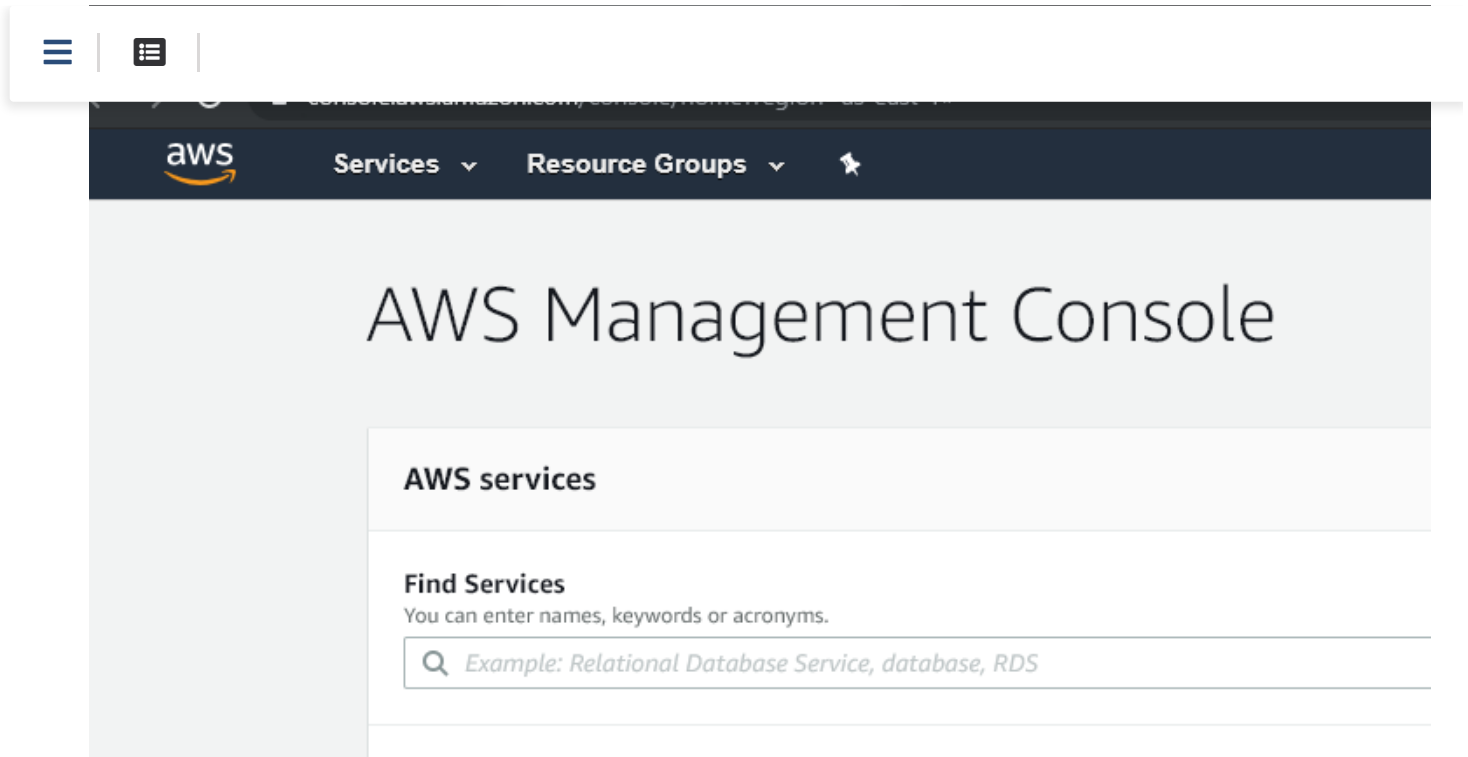 aws
Services
Resource Groups
AWS Management Console
AWS services
Find Services
You can enter names, keywords or acronyms.
Example: Relational Database Service, database, RDS